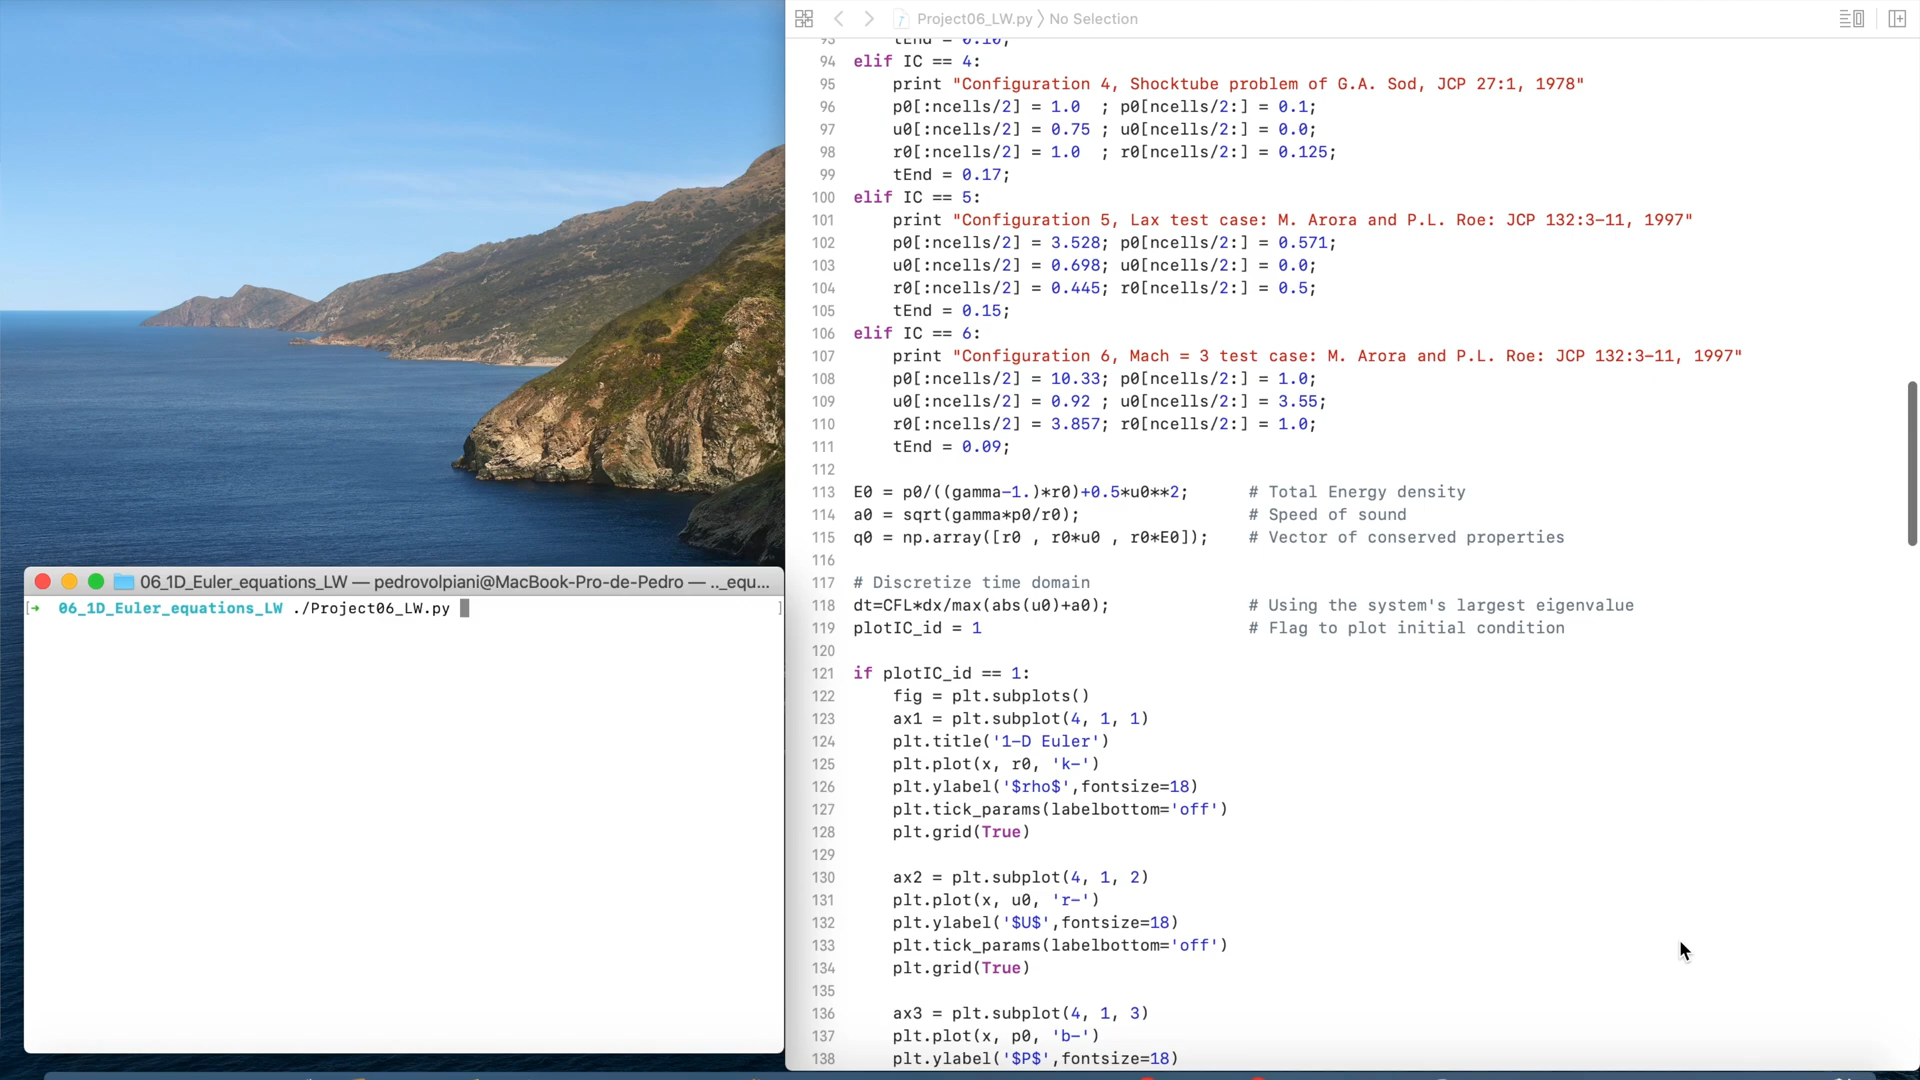 Project06_LW.py 〉 No Selection
93 tEnd = 0.10;
94 elif IC == 4:
95 print "Configuration 4, Shocktube problem of G.A. Sod, JCP 27:1, 1978"
96 p0[:ncells/2] = 1.0  ; p0[ncells/2:] = 0.1;
97 u0[:ncells/2] = 0.75 ; u0[ncells/2:] = 0.0;
98 r0[:ncells/2] = 1.0  ; r0[ncells/2:] = 0.125;
99 tEnd = 0.17;
100 elif IC == 5:
101 print "Configuration 5, Lax test case: M. Arora and P.L. Roe: JCP 132:3-11, 1997"
102 p0[:ncells/2] = 3.528; p0[ncells/2:] = 0.571;
103 u0[:ncells/2] = 0.698; u0[ncells/2:] = 0.0;
104 r0[:ncells/2] = 0.445; r0[ncells/2:] = 0.5;
105 tEnd = 0.15;
106 elif IC == 6:
107 print "Configuration 6, Mach = 3 test case: M. Arora and P.L. Roe: JCP 132:3-11, 1997"
108 p0[:ncells/2] = 10.33; p0[ncells/2:] = 1.0;
109 u0[:ncells/2] = 0.92 ; u0[ncells/2:] = 3.55;
110 r0[:ncells/2] = 3.857; r0[ncells/2:] = 1.0;
111 tEnd = 0.09;
112
113 E0 = p0/((gamma-1.)*r0)+0.5*u0**2; # Total Energy density
114 a0 = sqrt(gamma*p0/r0); # Speed of sound
115 q0 = np.array([r0 , r0*u0 , r0*E0]); # Vector of conserved properties
116
117 # Discretize time domain
118 dt=CFL*dx/max(abs(u0)+a0); # Using the system's largest eigenvalue
119 plotIC_id = 1 # Flag to plot initial condition
120
121 if plotIC_id == 1:
122 fig = plt.subplots()
123 ax1 = plt.subplot(4, 1, 1)
124 plt.title('1-D Euler')
125 plt.plot(x, r0, 'k-')
126 plt.ylabel('$rho$',fontsize=18)
127 plt.tick_params(labelbottom='off')
128 plt.grid(True)
129
130 ax2 = plt.subplot(4, 1, 2)
131 plt.plot(x, u0, 'r-')
132 plt.ylabel('$U$',fontsize=18)
133 plt.tick_params(labelbottom='off')
134 plt.grid(True)
135
136 ax3 = plt.subplot(4, 1, 3)
137 plt.plot(x, p0, 'b-')
138 plt.ylabel('$P$',fontsize=18)
06_1D_Euler_equations_LW — pedrovolpiani@MacBook-Pro-de-Pedro — .._equ...
[➜ 06_1D_Euler_equations_LW ./Project06_LW.py ]